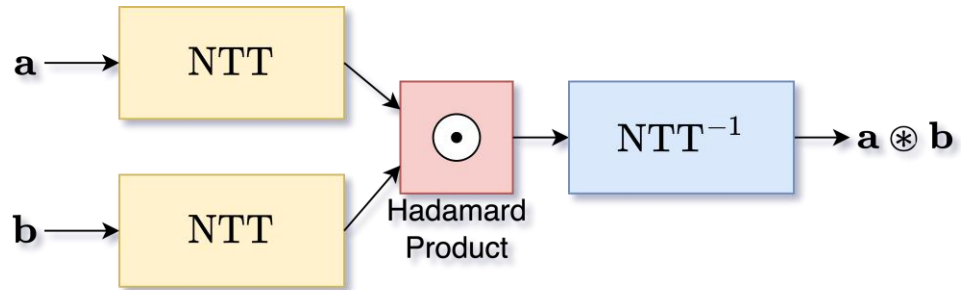 a
NTT
⊙
Hadamard
Product
NTT⁻¹
a ⊛ b
b
NTT